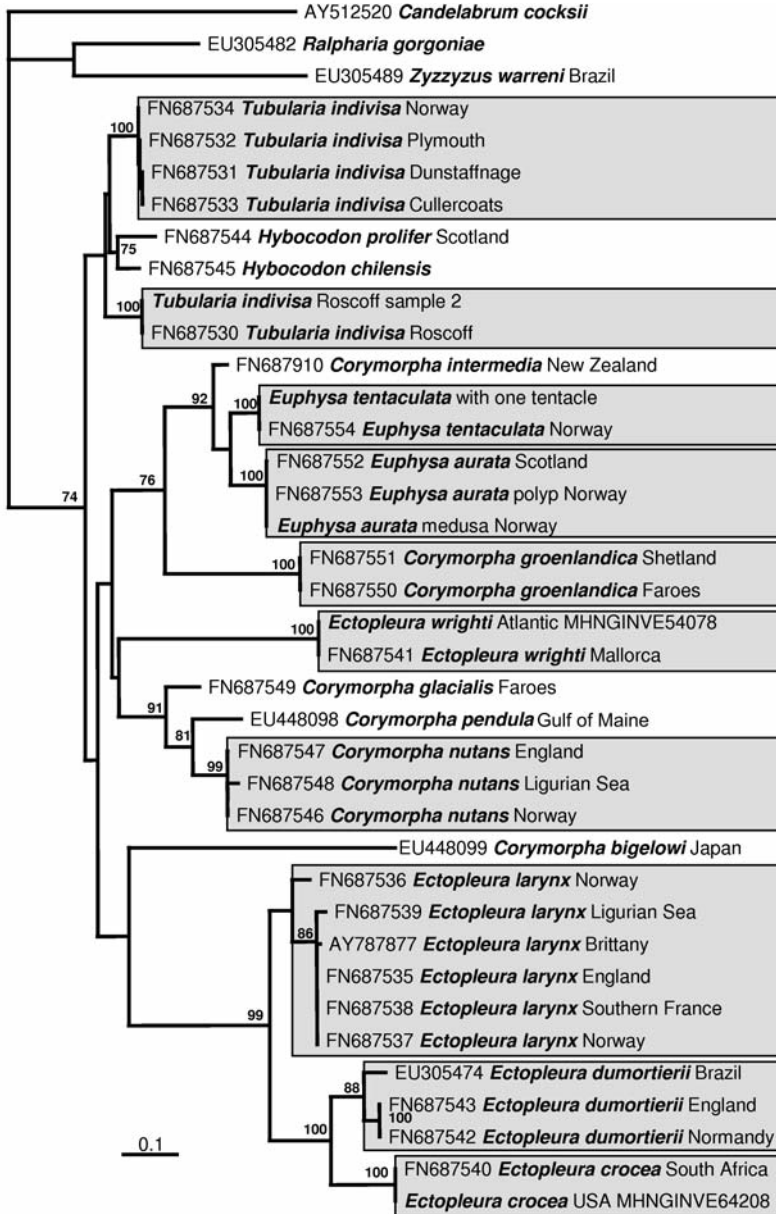 AY512520 Candelabrum cocksii
EU305482 Ralpharia gorgoniae
EU305489 Zyzzyzus warreni Brazil
FN687534 Tubularia indivisa Norway
100
FN687532 Tubularia indivisa Plymouth
FN687531 Tubularia indivisa Dunstaffnage
FN687533 Tubularia indivisa Cullercoats
FN687544 Hybocodon prolifer Scotland
75
FN687545 Hybocodon chilensis
Tubularia indivisa Roscoff sample 2
100
FN687530 Tubularia indivisa Roscoff
FN687910 Corymorpha intermedia New Zealand
92
Euphysa tentaculata with one tentacle
100
FN687554 Euphysa tentaculata Norway
FN687552 Euphysa aurata Scotland
76
100
FN687553 Euphysa aurata polyp Norway
74
Euphysa aurata medusa Norway
FN687551 Corymorpha groenlandica Shetland
100
FN687550 Corymorpha groenlandica Faroes
Ectopleura wrighti Atlantic MHNGINVE54078
100
FN687541 Ectopleura wrighti Mallorca
FN687549 Corymorpha glacialis Faroes
91
EU448098 Corymorpha pendula Gulf of Maine
81
FN687547 Corymorpha nutans England
99
FN687548 Corymorpha nutans Ligurian Sea
FN687546 Corymorpha nutans Norway
EU448099 Corymorpha bigelowi Japan
FN687536 Ectopleura larynx Norway
FN687539 Ectopleura larynx Ligurian Sea
86
AY787877 Ectopleura larynx Brittany
FN687535 Ectopleura larynx England
FN687538 Ectopleura larynx Southern France
99
FN687537 Ectopleura larynx Norway
EU305474 Ectopleura dumortierii Brazil
88
FN687543 Ectopleura dumortierii England
100
100
FN687542 Ectopleura dumortierii Normandy
0.1
FN687540 Ectopleura crocea South Africa
100
Ectopleura crocea USA MHNGINVE64208